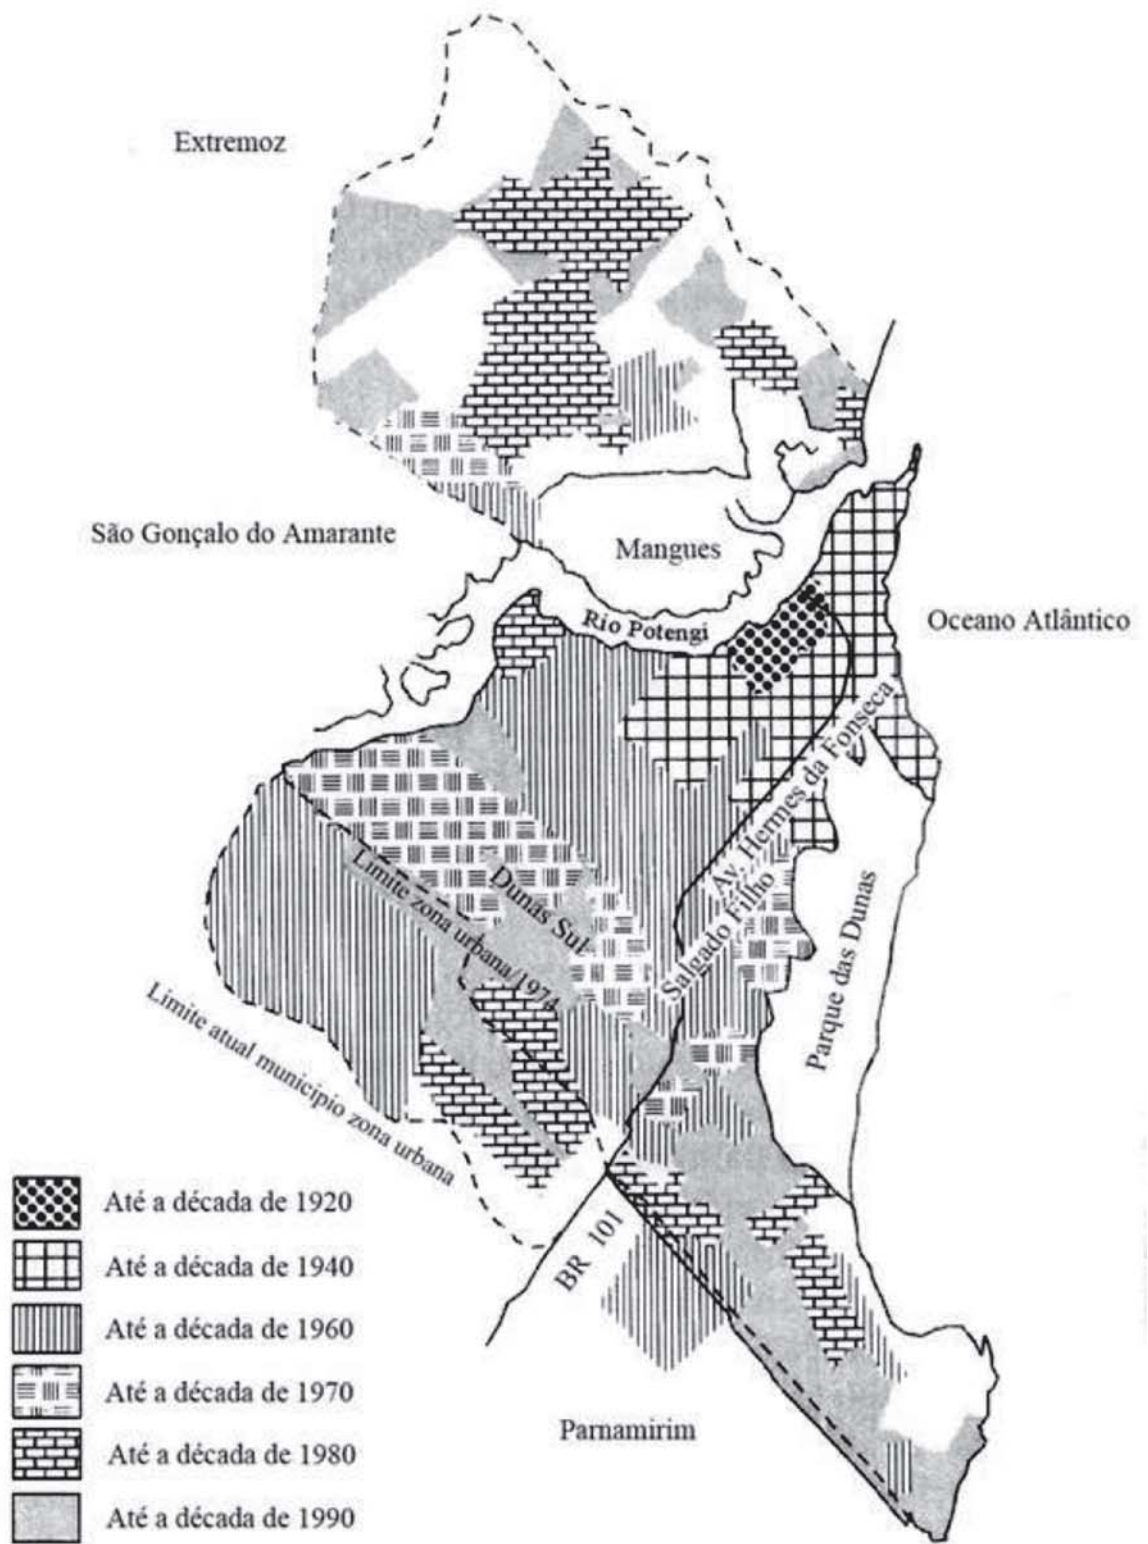 Extremoz
São Gonçalo do Amarante
Mangues
Rio Potengi
Oceano Atlântico
Av. Hermes da Fonseca
Salgado Filho
Dunas Sul
Limite zona urbana/1974
Parque das Dunas
Limite atual município zona urbana
BR 101
Parnamirim
Até a década de 1920
Até a década de 1940
Até a década de 1960
Até a década de 1970
Até a década de 1980
Até a década de 1990